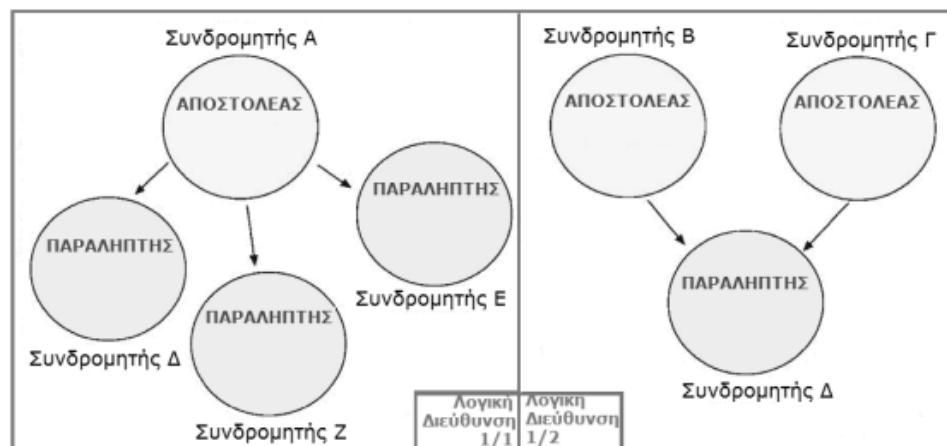 Συνδρομητής Α
ΑΠΟΣΤΟΛΕΑΣ
ΠΑΡΑΛΗΠΤΗΣ
Συνδρομητής Ε
ΠΑΡΑΛΗΠΤΗΣ
Συνδρομητής Δ
ΠΑΡΑΛΗΠΤΗΣ
Συνδρομητής Ζ
Λογική
Διεύθυνση
1/1
Συνδρομητής Β
ΑΠΟΣΤΟΛΕΑΣ
Συνδρομητής Γ
ΑΠΟΣΤΟΛΕΑΣ
ΠΑΡΑΛΗΠΤΗΣ
Συνδρομητής Δ
Λογική
Διεύθυνση
1/2